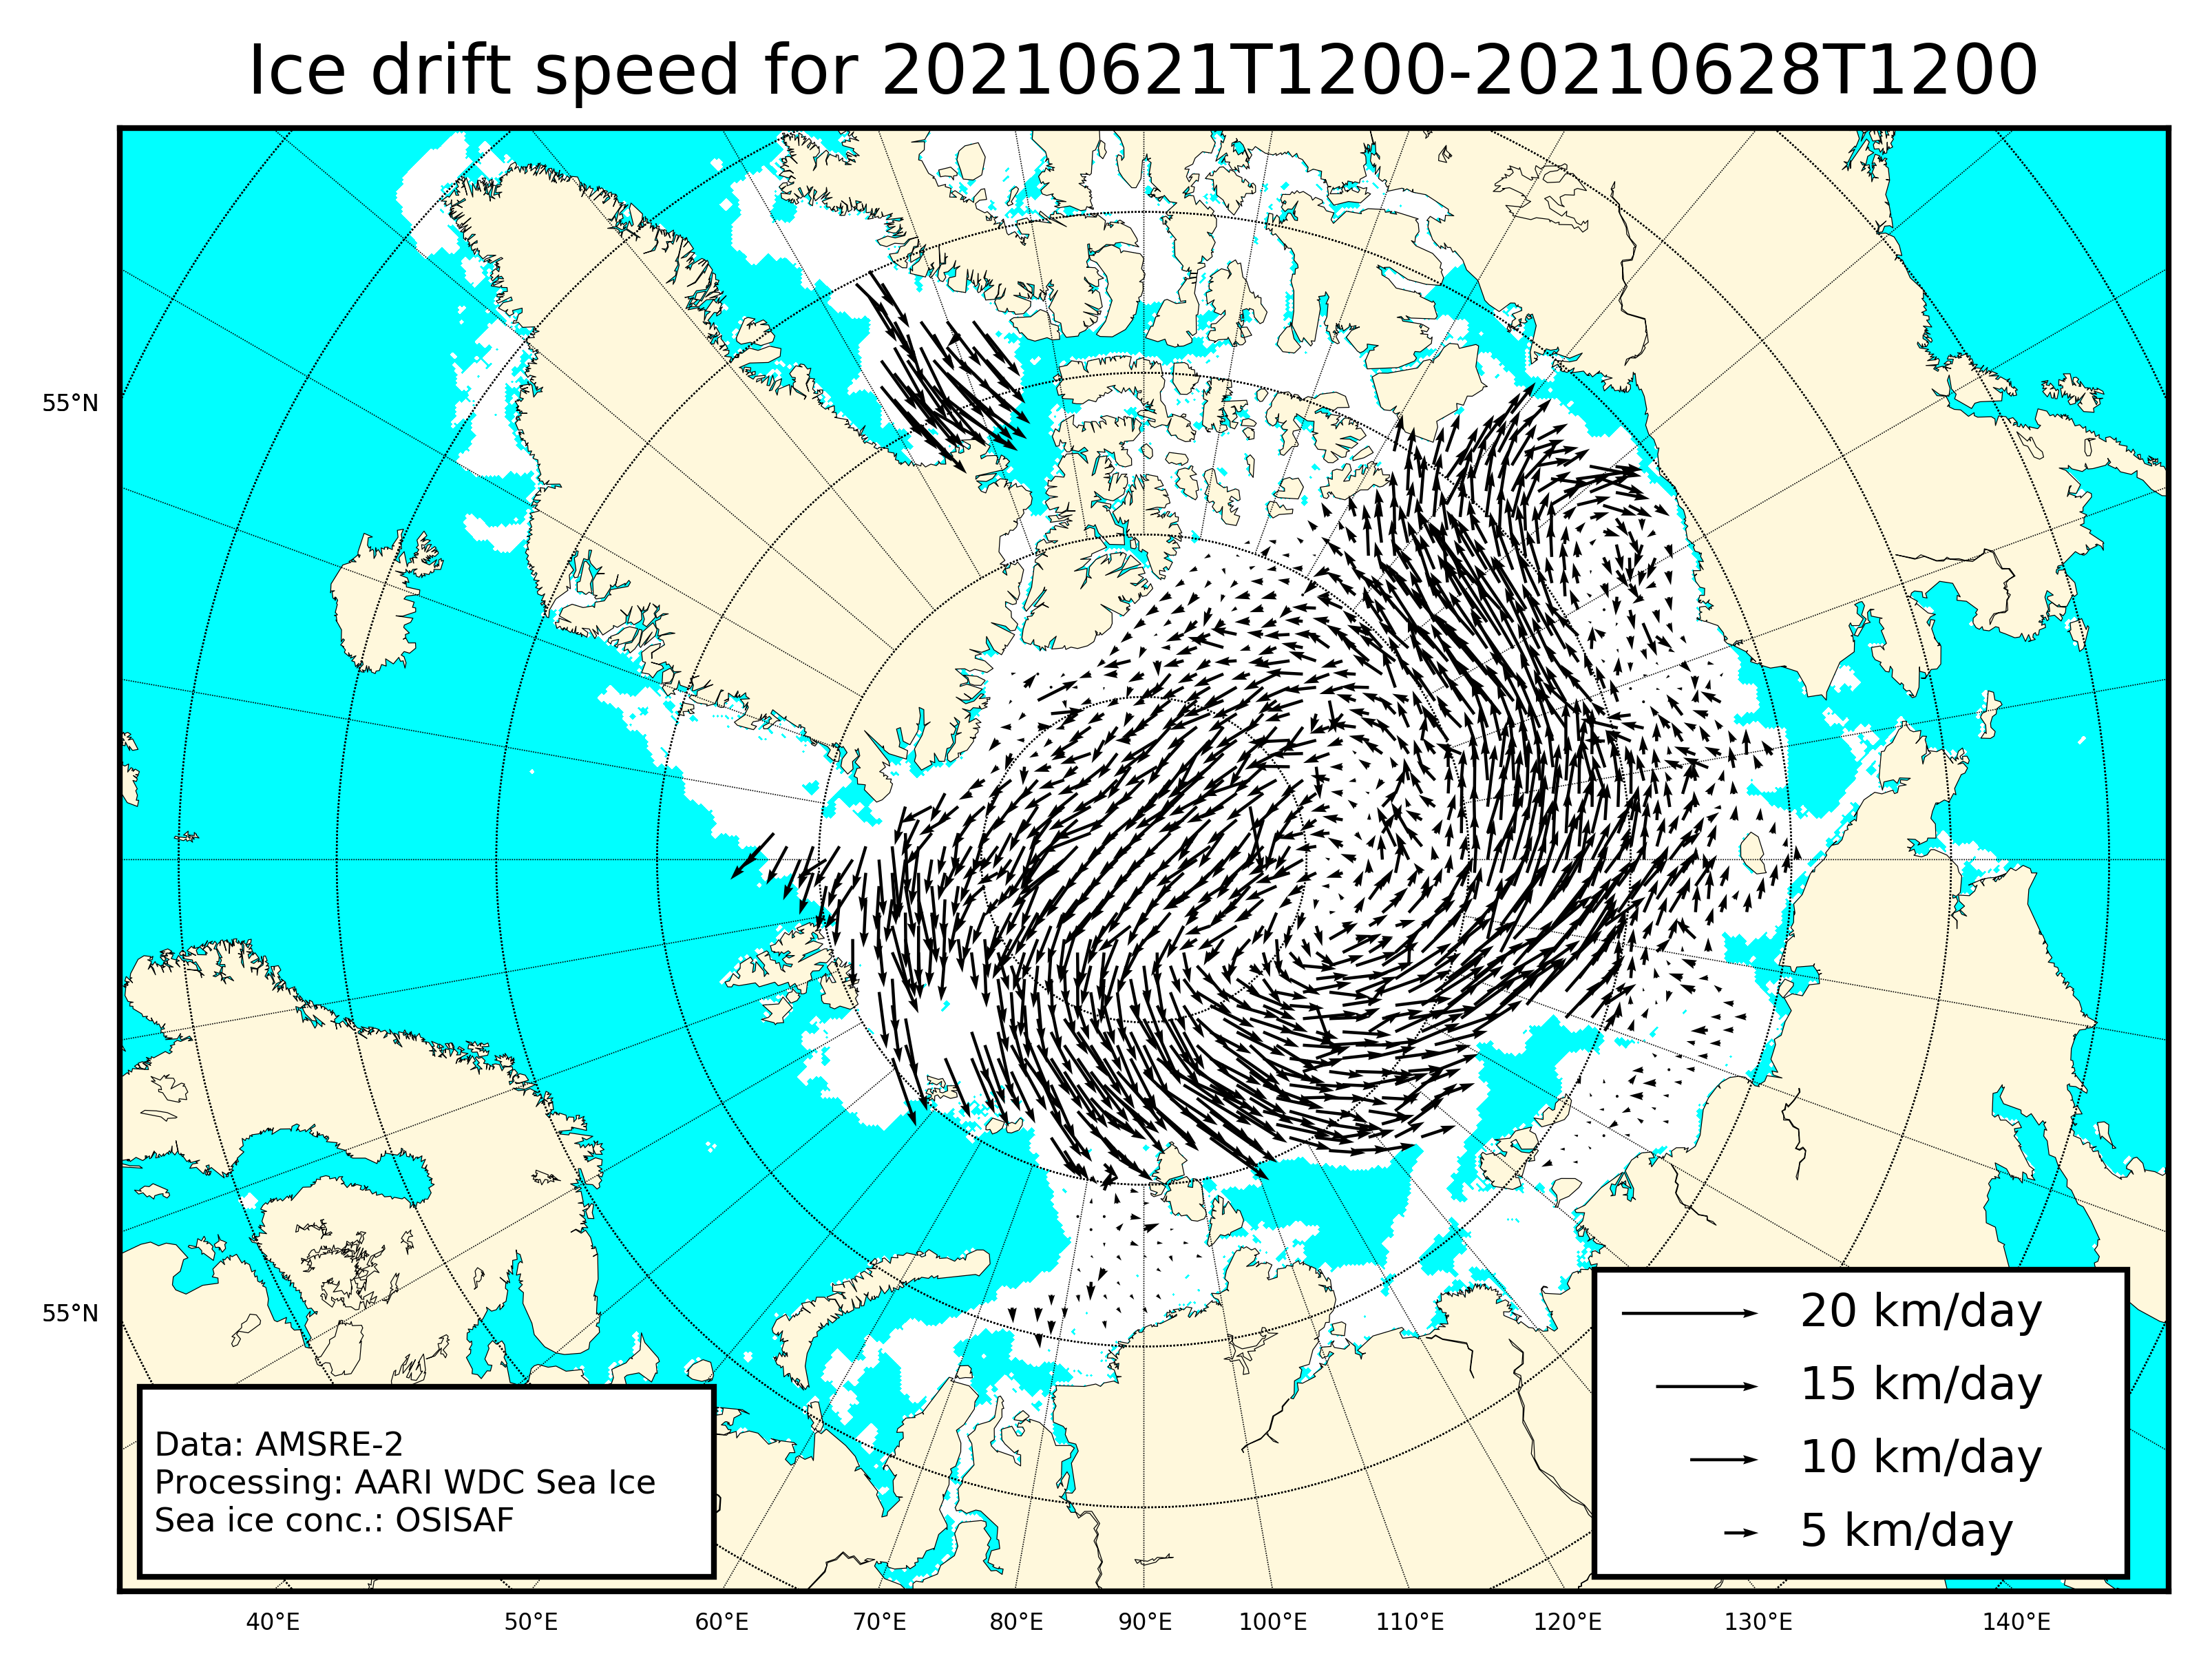 Ice drift speed for 20210621T1200-20210628T1200
55°N
55°N
20 km/day
15 km/day
10 km/day
5 km/day
Data: AMSRE-2
Processing: AARI WDC Sea Ice
Sea ice conc.: OSISAF
40°E 50°E 60°E 70°E 80°E 90°E 100°E 110°E 120°E 130°E 140°E